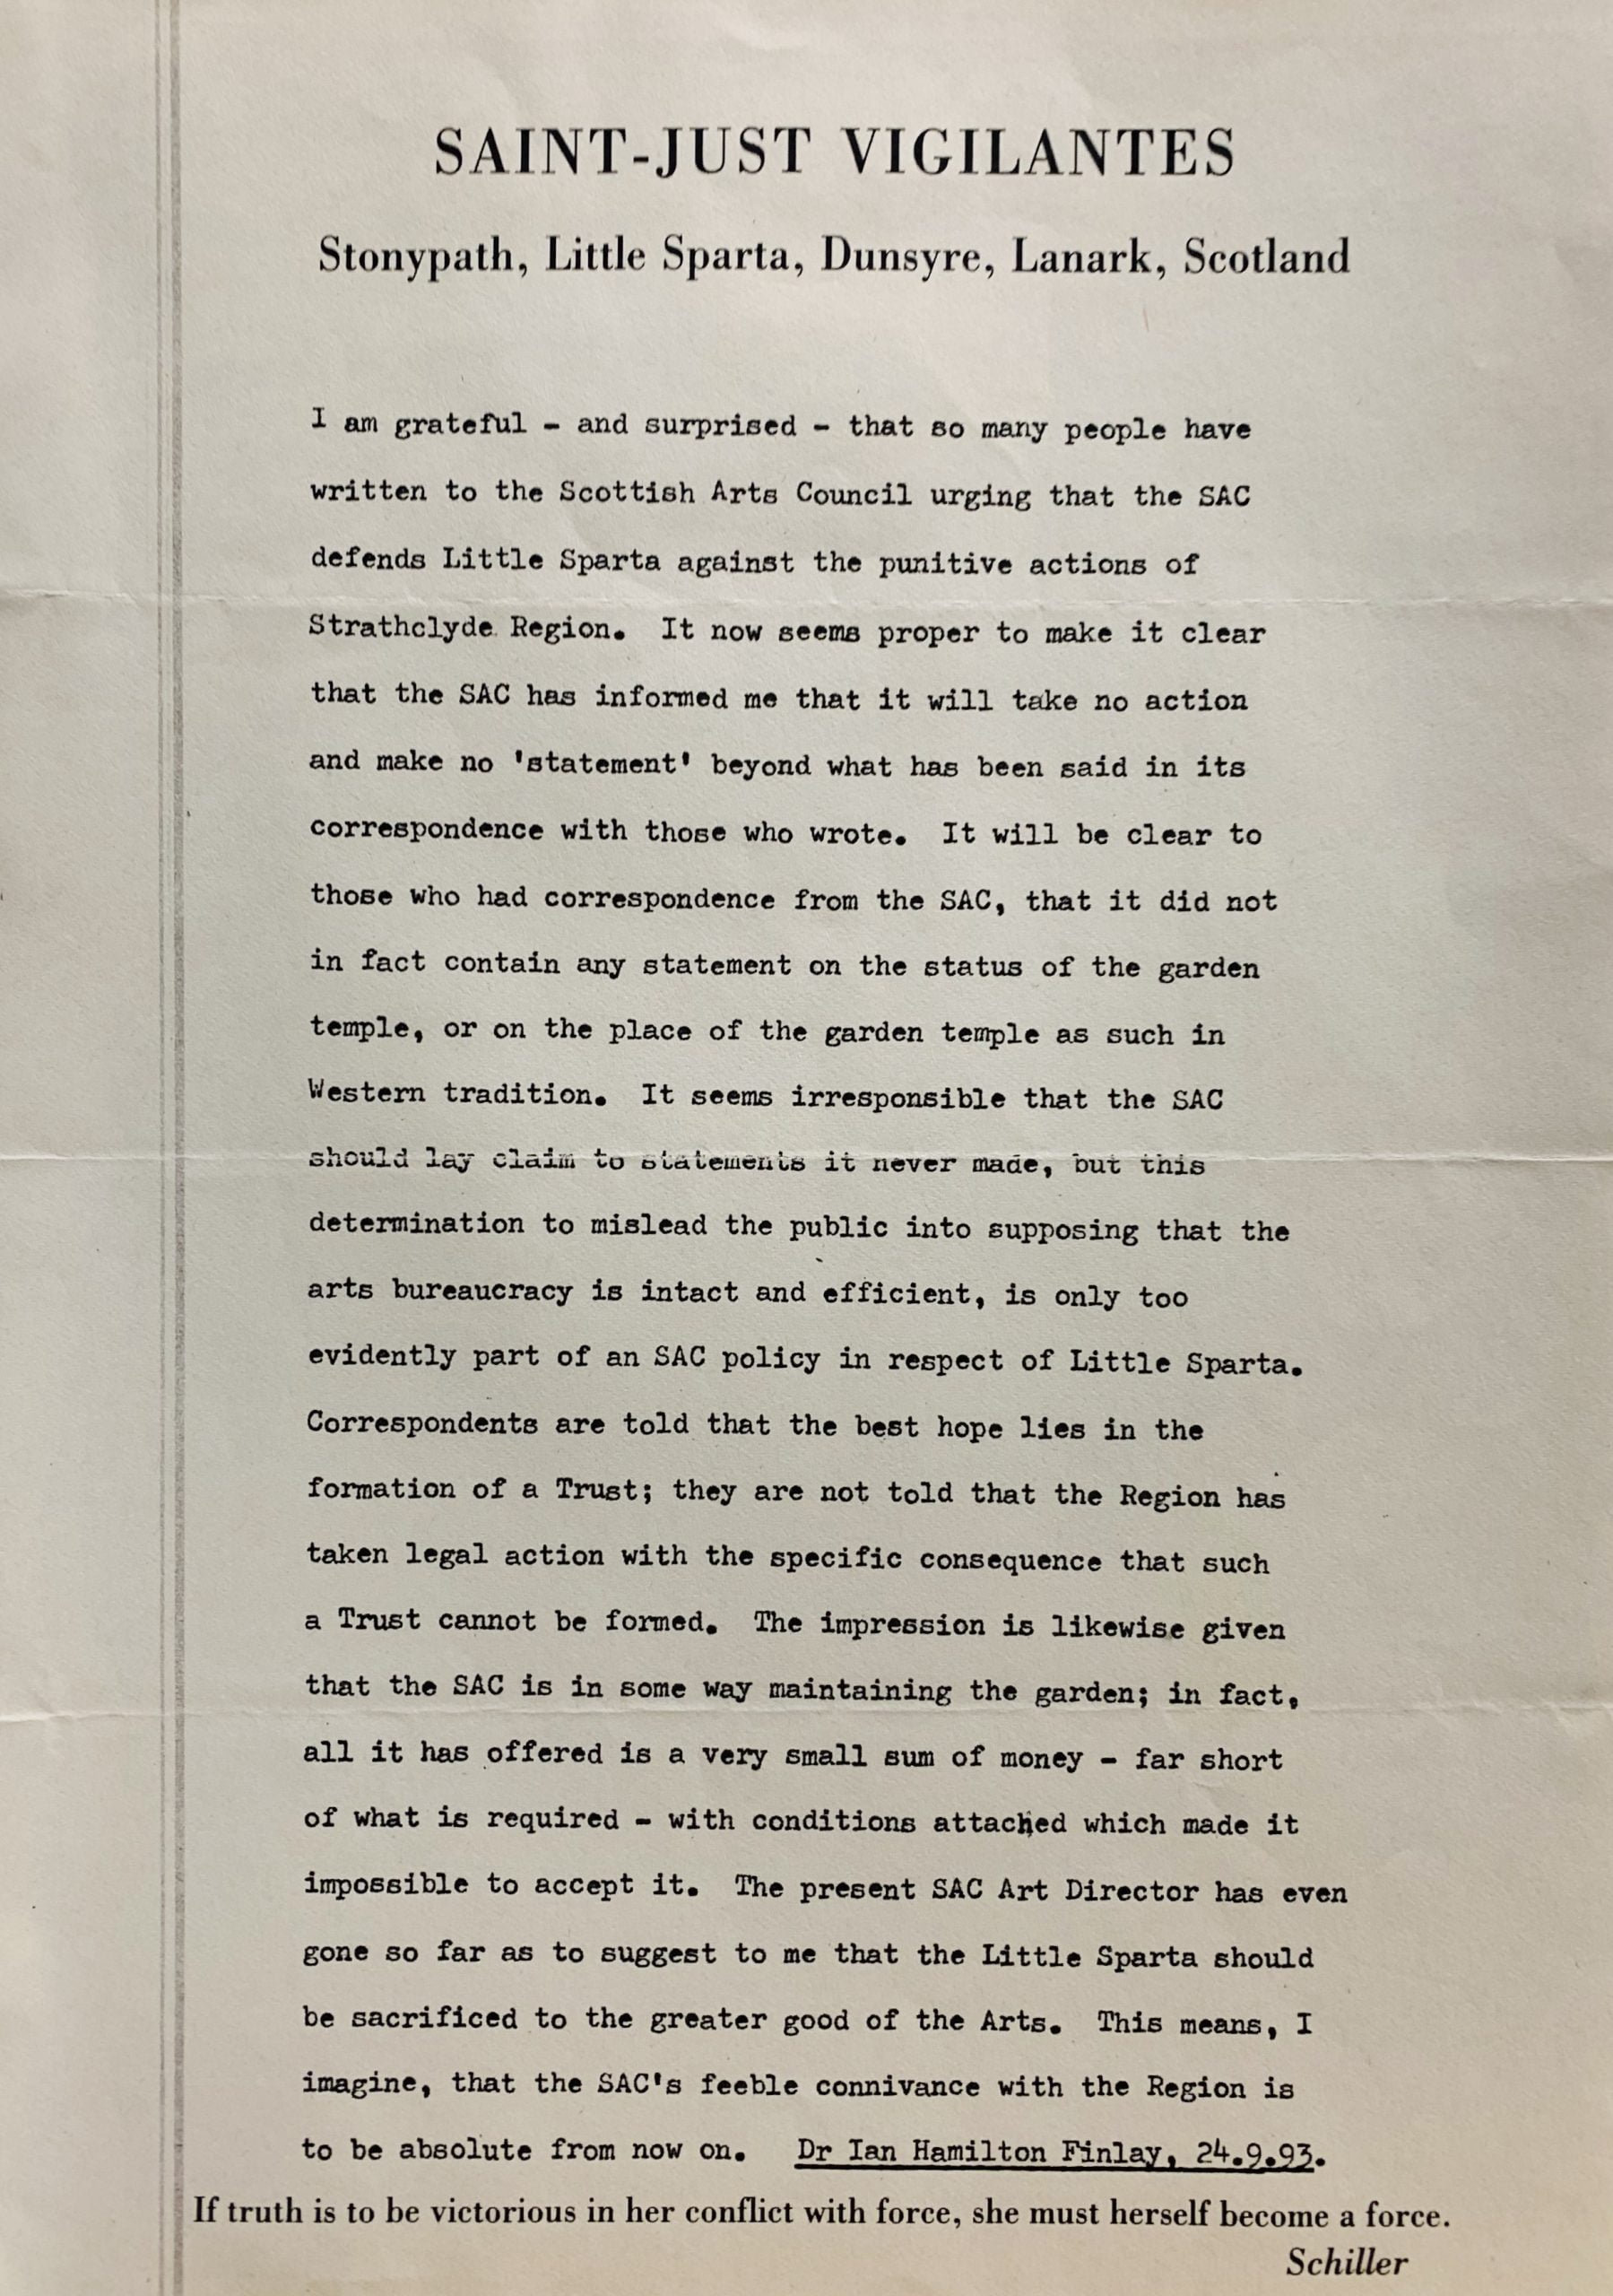 SAINT-JUST VIGILANTES
Stonypath, Little Sparta, Dunsyre, Lanark, Scotland
I am grateful - and surprised - that so many people have
written to the Scottish Arts Council urging that the SAC
defends Little Sparta against the punitive actions of
Strathclyde Region. It now seems proper to make it clear
that the SAC has informed me that it will take no action
and make no 'statement' beyond what has been said in its
correspondence with those who wrote. It will be clear to
those who had correspondence from the SAC, that it did not
in fact contain any statement on the status of the garden
temple, or on the place of the garden temple as such in
Western tradition. It seems irresponsible that the SAC
should lay claim to statements it never made, but this
determination to mislead the public into supposing that the
arts bureaucracy is intact and efficient, is only too
evidently part of an SAC policy in respect of Little Sparta.
Correspondents are told that the best hope lies in the
formation of a Trust; they are not told that the Region has
taken legal action with the specific consequence that such
a Trust cannot be formed. The impression is likewise given
that the SAC is in some way maintaining the garden; in fact,
all it has offered is a very small sum of money - far short
of what is required - with conditions attached which made it
impossible to accept it. The present SAC Art Director has even
gone so far as to suggest to me that the Little Sparta should
be sacrificed to the greater good of the Arts. This means, I
imagine, that the SAC's feeble connivance with the Region is
to be absolute from now on. Dr Ian Hamilton Finlay, 24.9.93.
If truth is to be victorious in her conflict with force, she must herself become a force.
Schiller